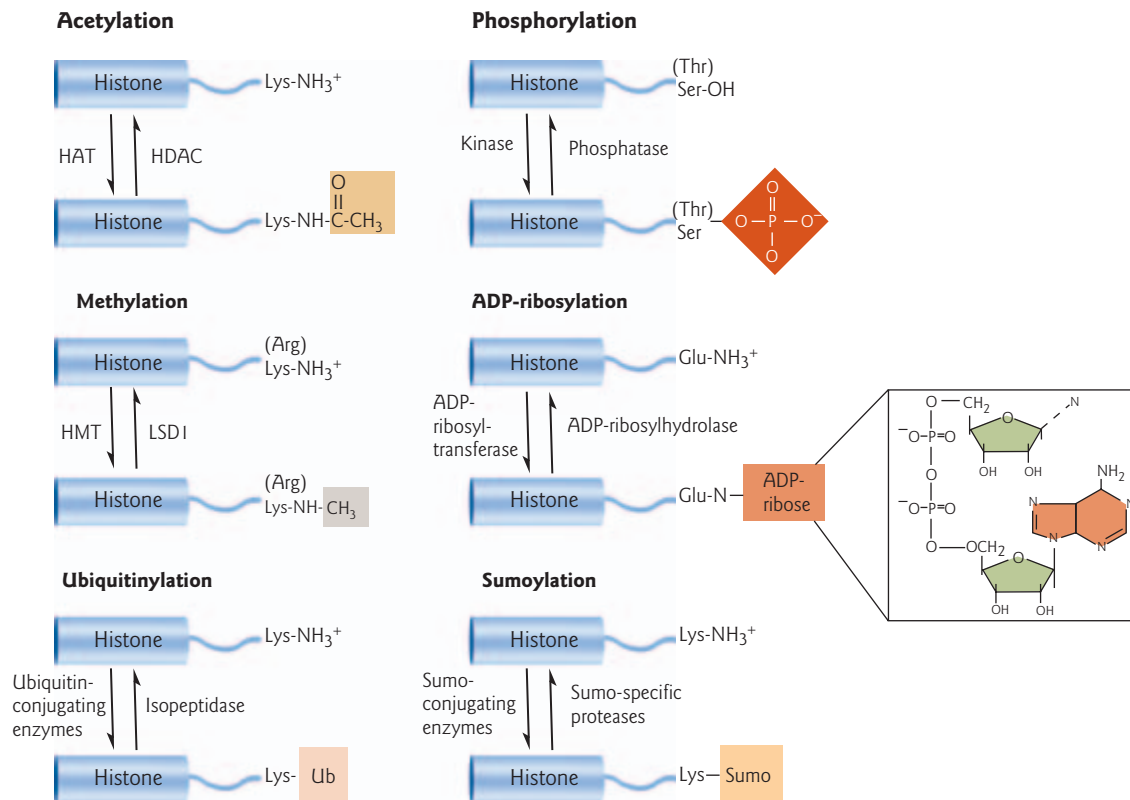 Acetylation
Histone
Lys-NH₃⁺
HAT
HDAC
Histone
Lys-NH-
O
C-CH₃
Phosphorylation
Histone
(Thr)
Ser-OH
Kinase
Phosphatase
Histone
(Thr)
Ser
O
O
P
O⁻
O
Methylation
Histone
(Arg)
Lys-NH₃⁺
HMT
LSD1
Histone
(Arg)
Lys-NH-
CH₃
ADP-ribosylation
Histone
Glu-NH₃⁺
ADP-
ribosyl-
transferase
ADP-ribosylhydrolase
Histone
Glu-N
ADP-
ribose
O
CH₂
O
N
⁻O-P=O
OH
OH
O
NH₂
⁻O-P=O
N
N
N
N
O
OCH₂
O
OH
OH
Ubiquitinylation
Histone
Lys-NH₃⁺
Ubiquitin-
conjugating
enzymes
Isopeptidase
Histone
Lys-
Ub
Sumoylation
Histone
Lys-NH₃⁺
Sumo-
conjugating
enzymes
Sumo-specific
proteases
Histone
Lys
Sumo